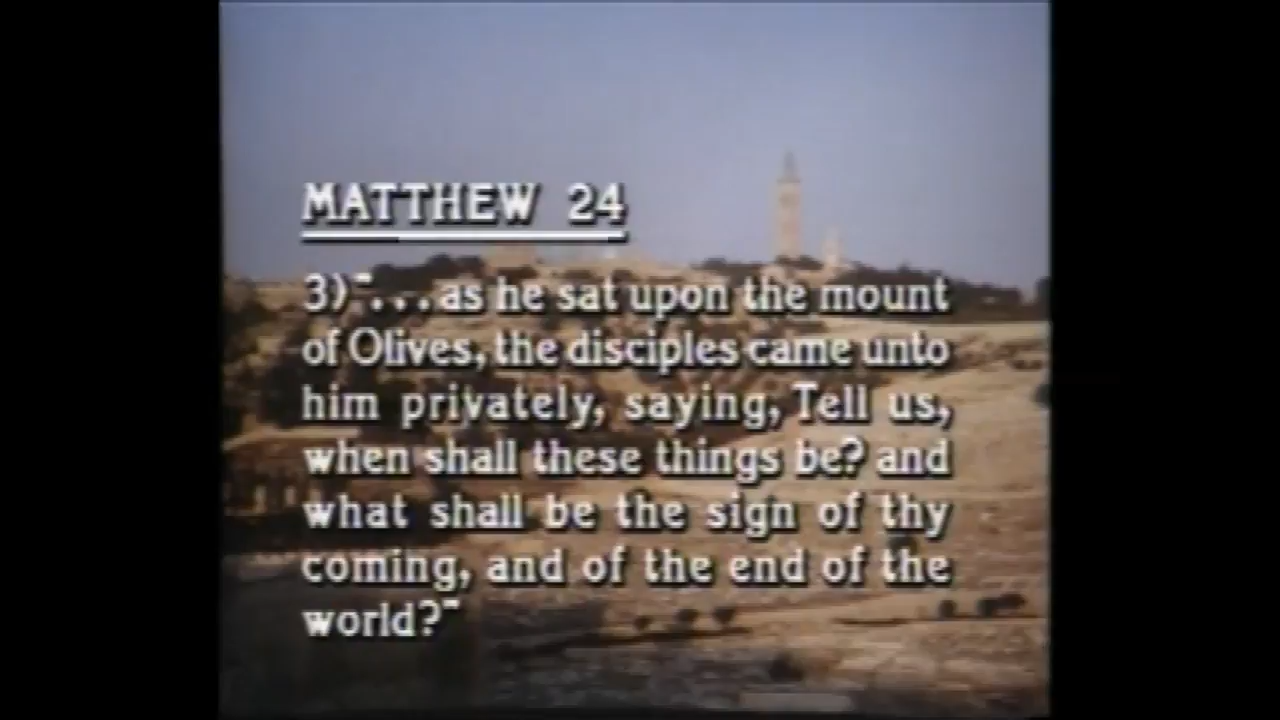 MATTHEW 24
3)"...as he sat upon the mount
of Olives, the disciples came unto
him privately, saying, Tell us,
when shall these things be? and
what shall be the sign of thy
coming, and of the end of the
world?"